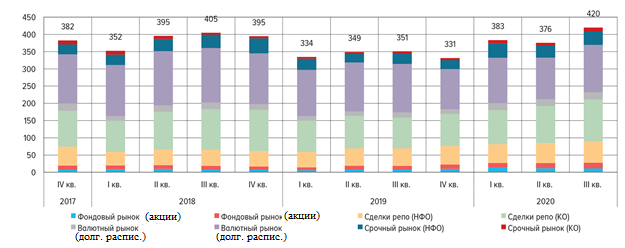 450
400
350
300
250
200
150
100
50
0
382 352 395 405 395 334 349 351 331 383 376 420
IV кв. I кв. II кв. III кв. IV кв. I кв. II кв. III кв. IV кв. I кв. II кв. III кв.
2017 2018 2019 2020
Фондовый рынок (акции) Фондовый рынок (акции) Сделки репо (НФО) Сделки репо (КО)
Валютный рынок Валютный рынок Срочный рынок (НФО) Срочный рынок (КО)
(долг. распис.) (долг. распис.)